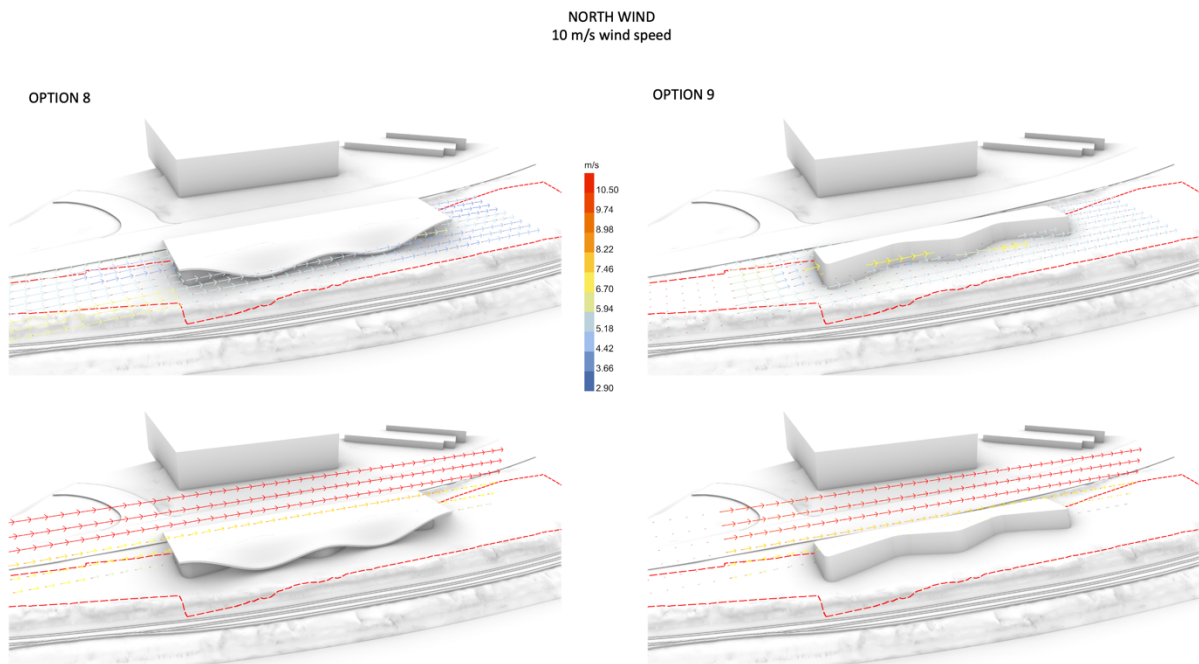 NORTH WIND
10 m/s wind speed
OPTION 8
OPTION 9
m/s
10.50
9.74
8.98
8.22
7.46
6.70
5.94
5.18
4.42
3.66
2.90